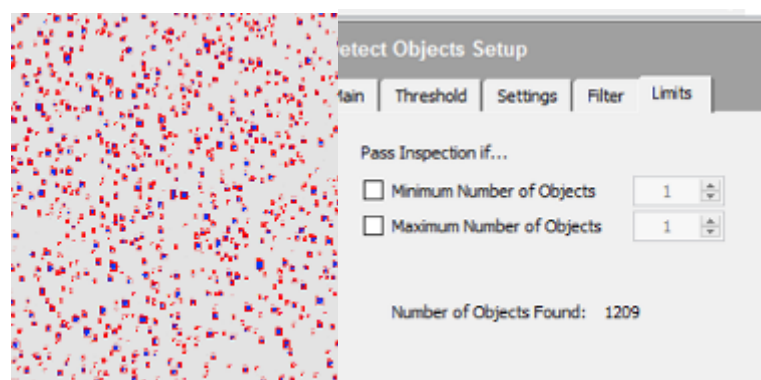 etect Objects Setup
Main Threshold Settings Filter Limits
Pass Inspection if...
Minimum Number of Objects 1
Maximum Number of Objects 1
Number of Objects Found: 1209